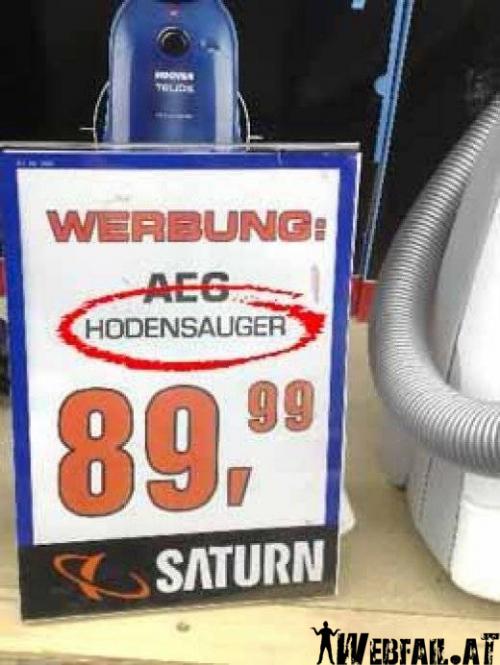 HOOVER
TELIOS
WERBUNG:
AEG
HODENSAUGER
89,99
SATURN
WEBFAIL.AT